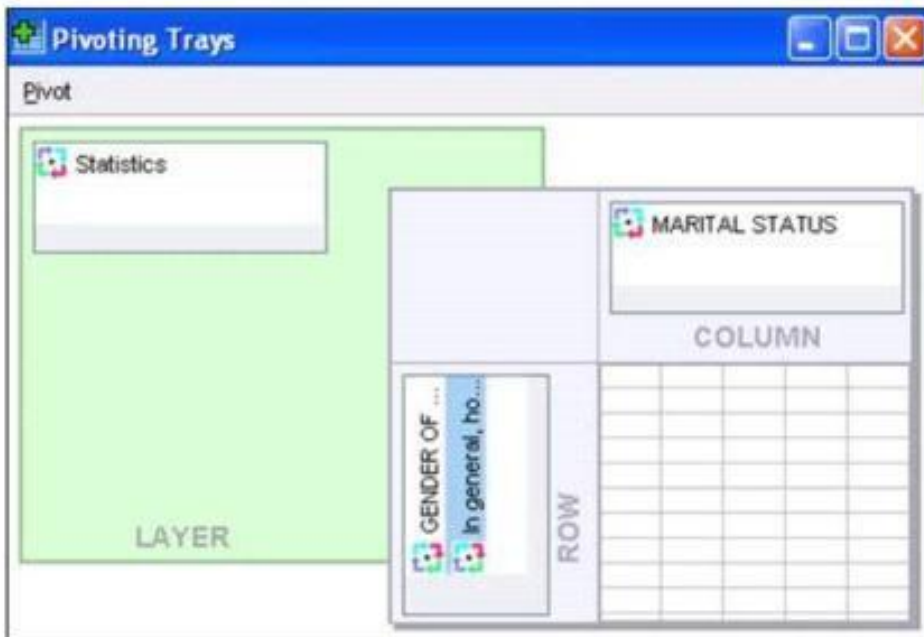 Pivoting Trays
Pivot
Statistics
MARITAL STATUS
COLUMN
GENDER OF ...
In general, ho...
ROW
LAYER